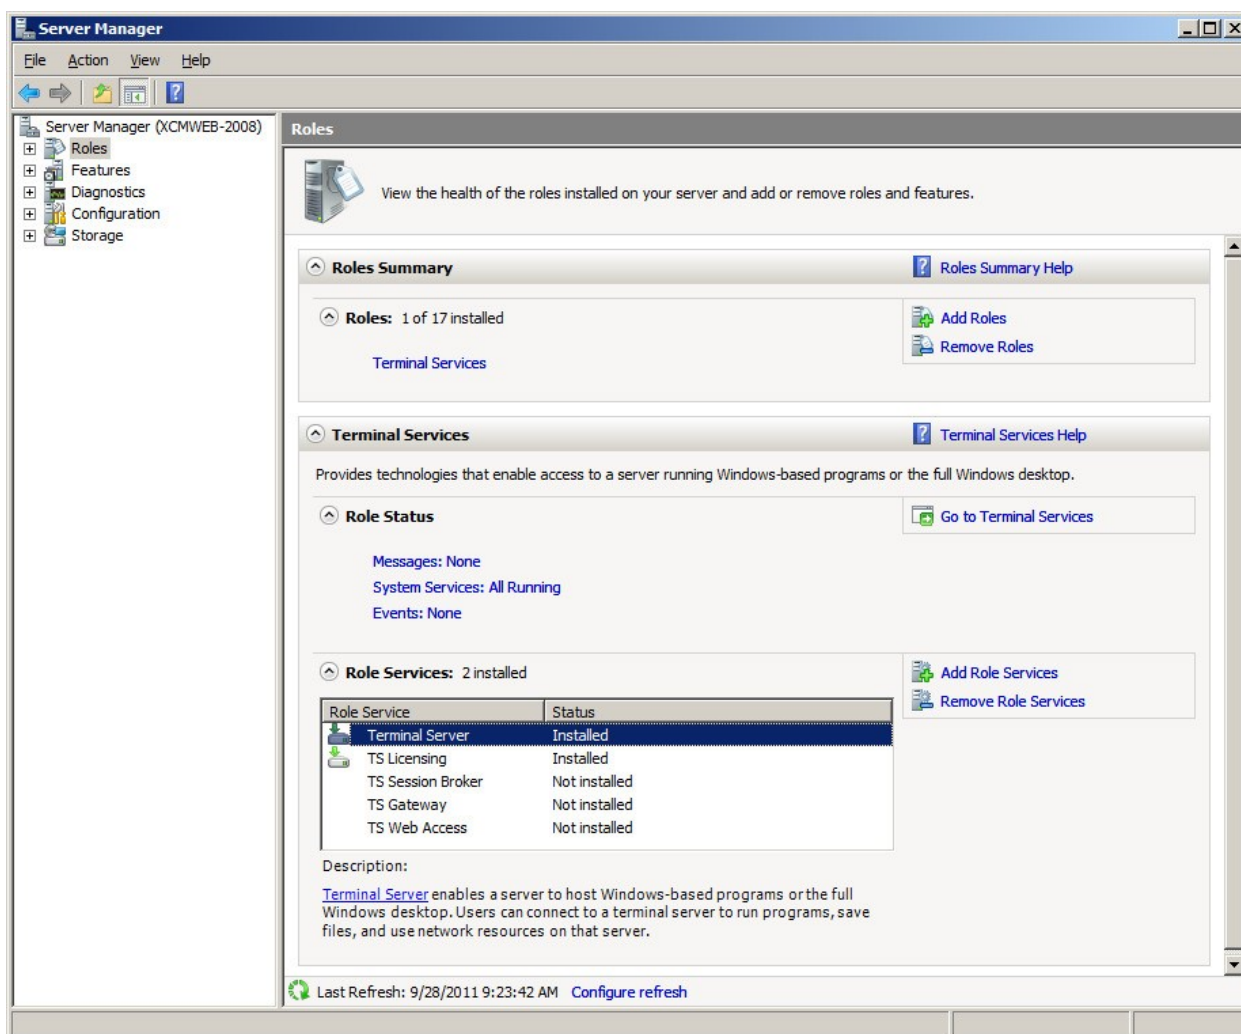 Server Manager
File Action View Help
Server Manager (XCMWEB-2008)
Roles
Features
Diagnostics
Configuration
Storage
Roles
View the health of the roles installed on your server and add or remove roles and features.
Roles Summary
Roles Summary Help
Roles: 1 of 17 installed
Add Roles
Remove Roles
Terminal Services
Terminal Services
Terminal Services Help
Provides technologies that enable access to a server running Windows-based programs or the full Windows desktop.
Role Status
Go to Terminal Services
Messages: None
System Services: All Running
Events: None
Role Services: 2 installed
Add Role Services
Remove Role Services
Role Service Status
Terminal Server Installed
TS Licensing Installed
TS Session Broker Not installed
TS Gateway Not installed
TS Web Access Not installed
Description:
Terminal Server enables a server to host Windows-based programs or the full
Windows desktop. Users can connect to a terminal server to run programs, save
files, and use network resources on that server.
Last Refresh: 9/28/2011 9:23:42 AM Configure refresh